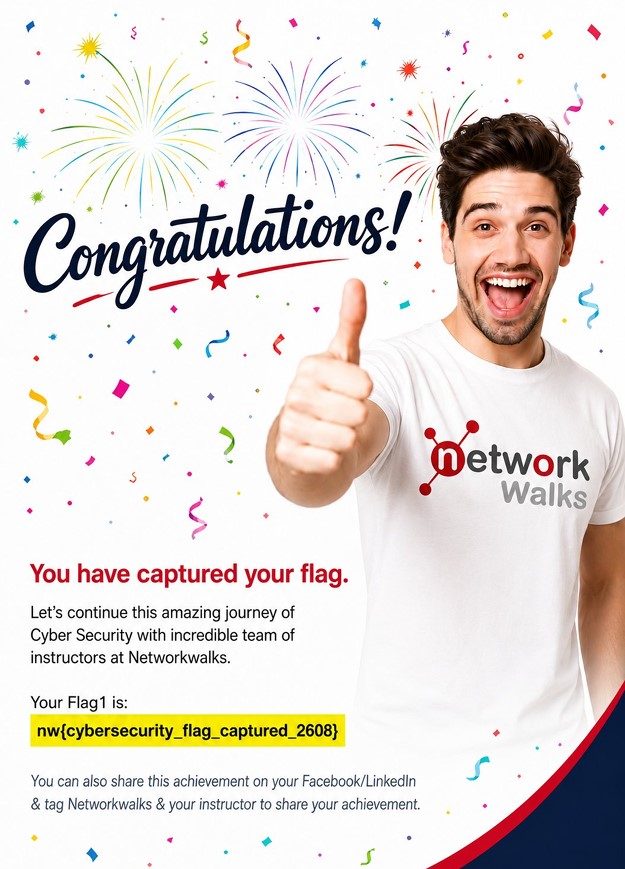 Congratulations!
network
Walks
You have captured your flag.
Let's continue this amazing journey of
Cyber Security with incredible team of
instructors at Networkwalks.
Your Flag1 is:
nw{cybersecurity_flag_captured_2608}
You can also share this achievement on your Facebook/LinkedIn
& tag Networkwalks & your instructor to share your achievement.